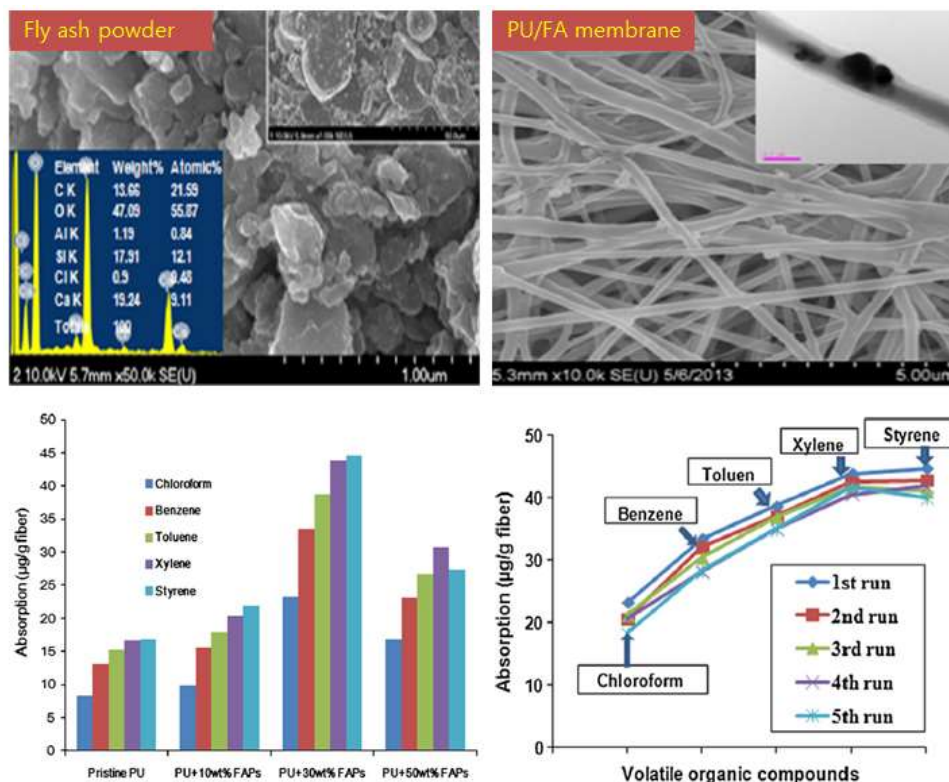 Fly ash powder
Element Weight% Atomic%
C K 13.66 21.59
O K 47.09 55.87
Al K 1.19 0.84
Si K 17.91 12.1
Cl K 0.9 0.48
Ca K 19.24 9.11
Totals 100
2 10.0kV 5.7mm x50.0k SE(U) 1.00um
PU/FA membrane
5.3mm x10.0k SE(U) 5/6/2013 5.00um
Absorption (µg/g fiber)
50
45
40
35
30
25
20
15
10
5
0
Chloroform
Benzene
Toluene
Xylene
Styrene
Pristine PU PU+10wt% FAPs PU+30wt% FAPs PU+50wt% FAPs
Absorption (µg/g fiber)
50
40
30
20
10
0
Styrene
Xylene
Toluen
Benzene
Chloroform
1st run
2nd run
3rd run
4th run
5th run
Volatile organic compounds